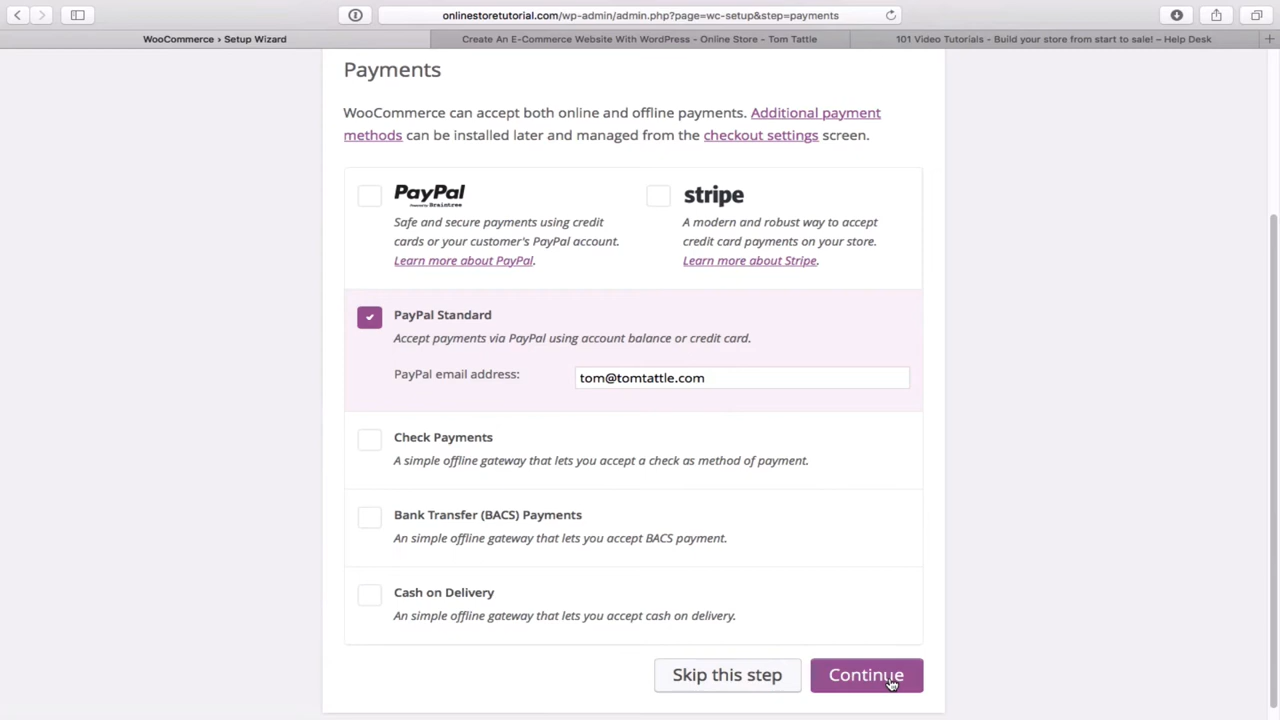 onlinestoretutorial.com/wp-admin/admin.php?page=wc-setup&step=payments
WooCommerce › Setup Wizard
Create An E-Commerce Website With WordPress - Online Store - Tom Tattle
101 Video Tutorials - Build your store from start to sale! – Help Desk
Payments
WooCommerce can accept both online and offline payments. Additional payment
methods can be installed later and managed from the checkout settings screen.
PayPal
Powered by Braintree
Safe and secure payments using credit
cards or your customer's PayPal account.
Learn more about PayPal.
stripe
A modern and robust way to accept
credit card payments on your store.
Learn more about Stripe.
PayPal Standard
Accept payments via PayPal using account balance or credit card.
PayPal email address:
tom@tomtattle.com
Check Payments
A simple offline gateway that lets you accept a check as method of payment.
Bank Transfer (BACS) Payments
An simple offline gateway that lets you accept BACS payment.
Cash on Delivery
An simple offline gateway that lets you accept cash on delivery.
Skip this step
Continue